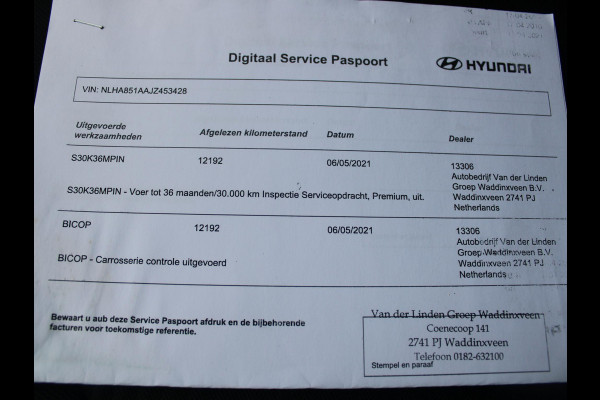 Digitaal Service Paspoort
HYUNDAI
VIN: NLHA851AAJZ453428
Uitgevoerde werkzaamheden Afgelezen kilometerstand Datum Dealer
S30K36MPIN 12192 06/05/2021 13306
Autobedrijf Van der Linden
Groep Waddinxveen B.V.
Waddinxveen 2741 PJ
Netherlands
S30K36MPIN - Voer tot 36 maanden/30.000 km Inspectie Serviceopdracht, Premium, uit.
BICOP 12192 06/05/2021 13306
Autobedrijf Van der Linden
Groep Waddinxveen B.V.
Waddinxveen 2741 PJ
Netherlands
BICOP - Carrosserie controle uitgevoerd
Bewaart u aub deze Service Paspoort afdruk en de bijbehorende
facturen voor toekomstige referentie.
Van der Linden Groep Waddinxveen
Coenecoop 141
2741 PJ Waddinxveen
Telefoon 0182-632100
Stempel en paraaf